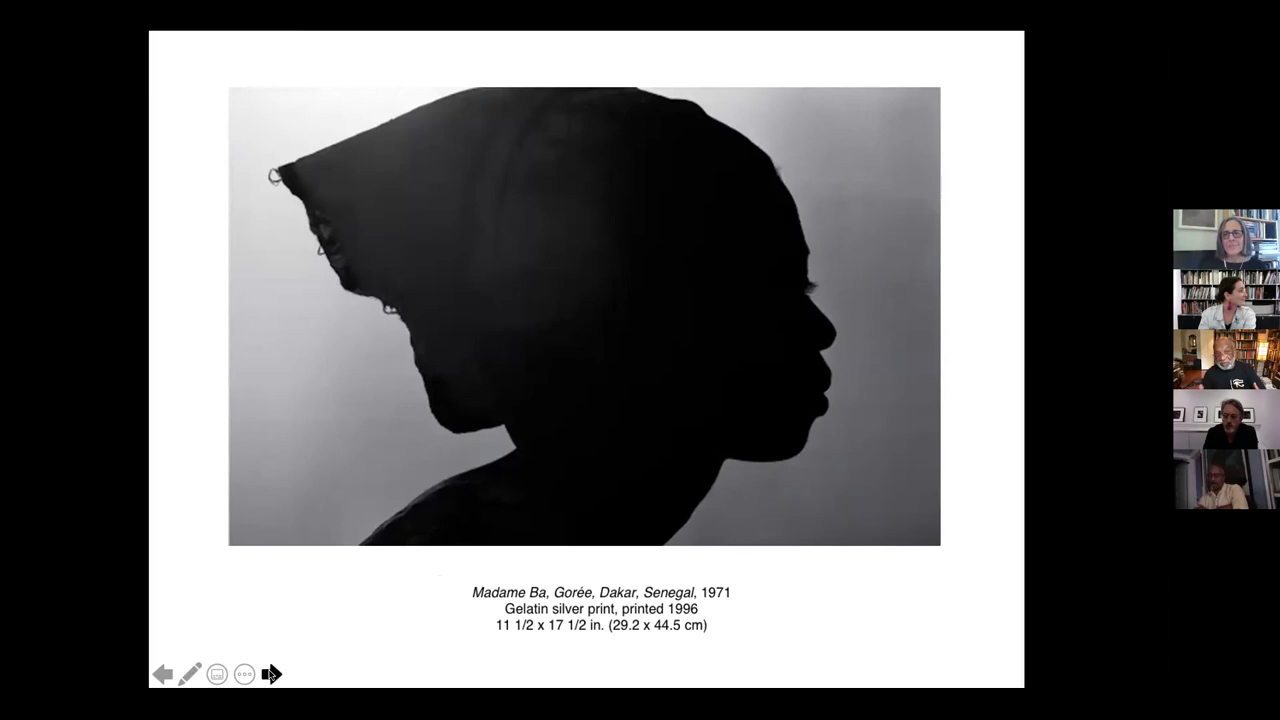 Madame Ba, Gorée, Dakar, Senegal, 1971
Gelatin silver print, printed 1996
11 1/2 x 17 1/2 in. (29.2 x 44.5 cm)